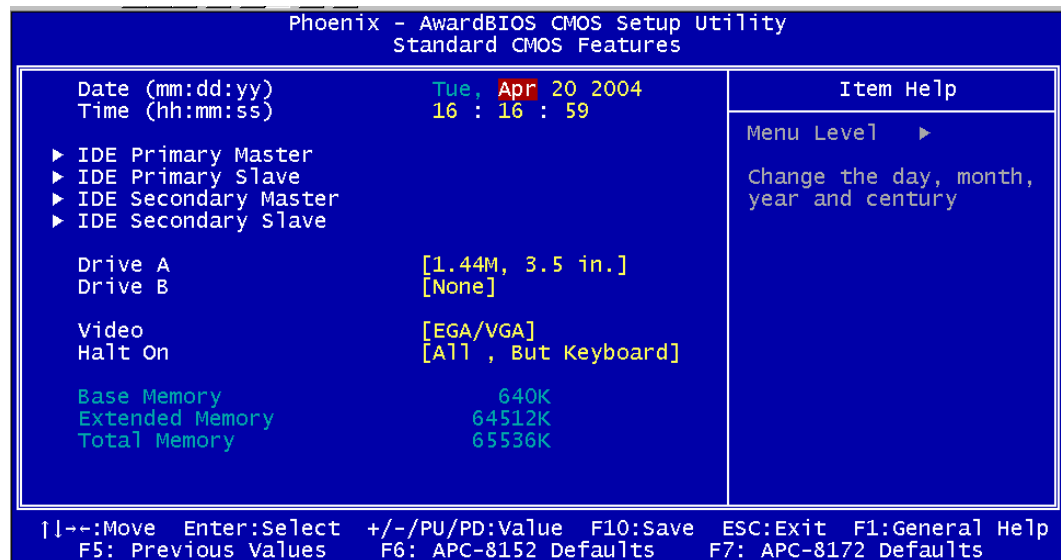 Phoenix - AwardBIOS CMOS Setup Utility
Standard CMOS Features
Date (mm:dd:yy) Tue, Apr 20 2004
Time (hh:mm:ss) 16 : 16 : 59
▶ IDE Primary Master
▶ IDE Primary Slave
▶ IDE Secondary Master
▶ IDE Secondary Slave
Drive A [1.44M, 3.5 in.]
Drive B [None]
Video [EGA/VGA]
Halt On [All , But Keyboard]
Base Memory 640K
Extended Memory 64512K
Total Memory 65536K
Item Help
Menu Level ▶
Change the day, month,
year and century
↑↓→←:Move Enter:Select +/-/PU/PD:Value F10:Save ESC:Exit F1:General Help
F5: Previous Values F6: APC-8152 Defaults F7: APC-8172 Defaults